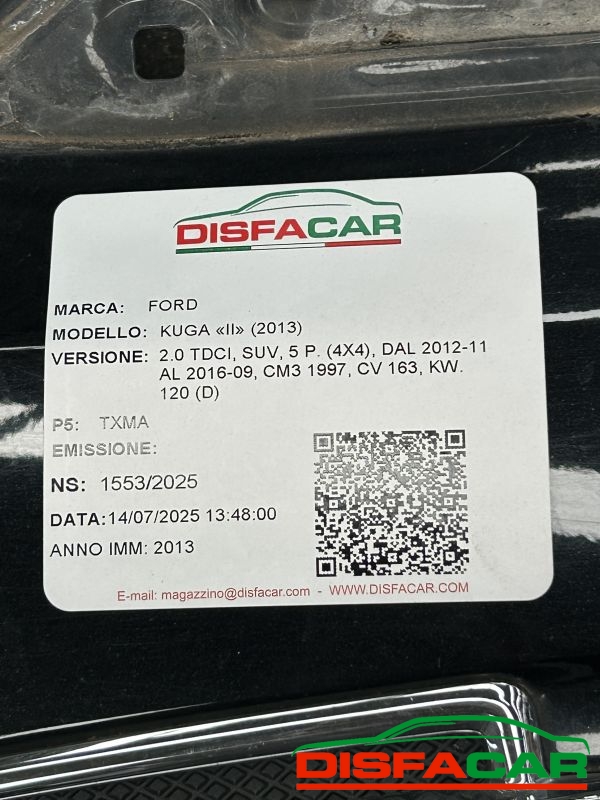 DISFACAR
MARCA: FORD
MODELLO: KUGA «II» (2013)
VERSIONE: 2.0 TDCI, SUV, 5 P. (4X4), DAL 2012-11
AL 2016-09, CM3 1997, CV 163, KW.
120 (D)
P5: TXMA
EMISSIONE:
NS: 1553/2025
DATA:14/07/2025 13:48:00
ANNO IMM: 2013
E-mail: magazzino@disfacar.com - WWW.DISFACAR.COM
DISFACAR